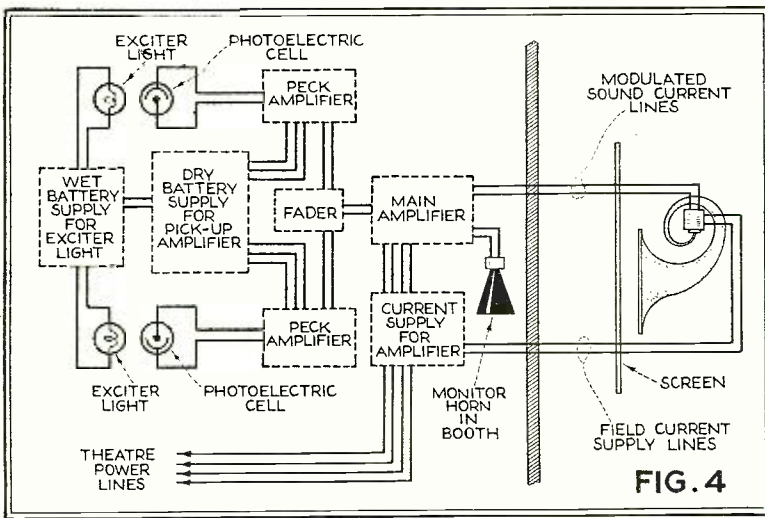 EXCITER
LIGHT
PHOTOELECTRIC
CELL
PECK
AMPLIFIER
MODULATED
SOUND CURRENT
LINES
WET
BATTERY
SUPPLY
FOR
EXCITER
LIGHT
DRY
BATTERY
SUPPLY
FOR
PICK-UP
AMPLIFIER
FADER
MAIN
AMPLIFIER
PECK
AMPLIFIER
CURRENT
SUPPLY
FOR
AMPLIFIER
EXCITER
LIGHT
PHOTOELECTRIC
CELL
MONITOR
HORN
IN
BOOTH
SCREEN
FIELD CURRENT
SUPPLY LINES
THEATRE
POWER
LINES
FIG. 4